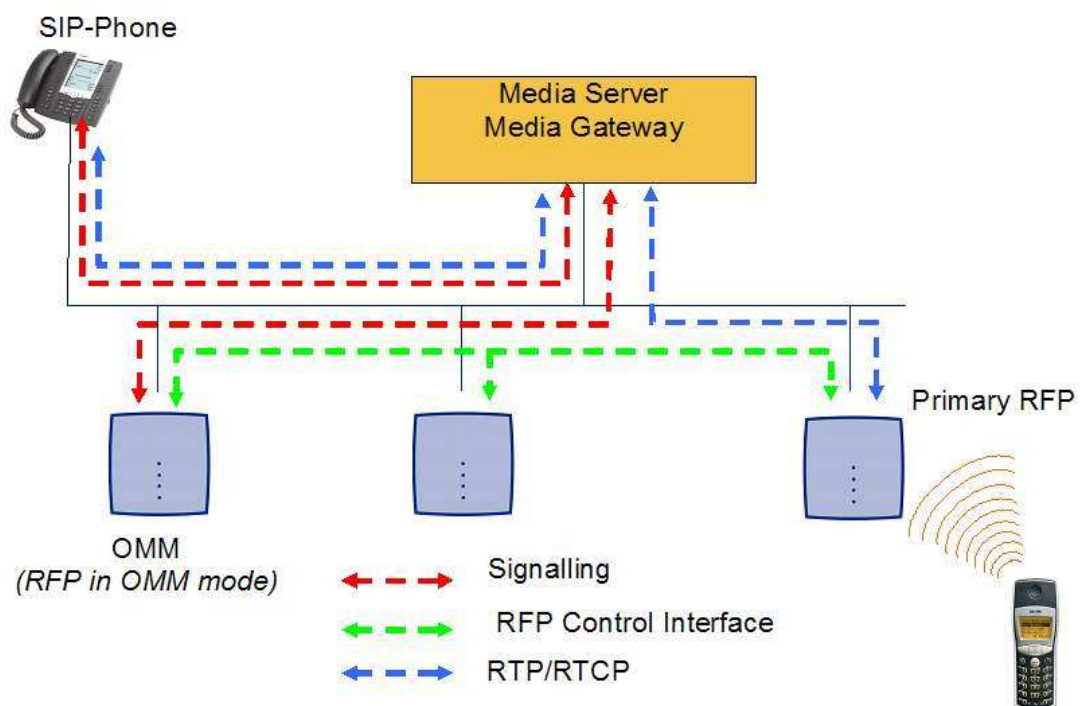 SIP-Phone
Media Server
Media Gateway
Primary RFP
OMM
(RFP in OMM mode)
Signalling
RFP Control Interface
RTP/RTCP